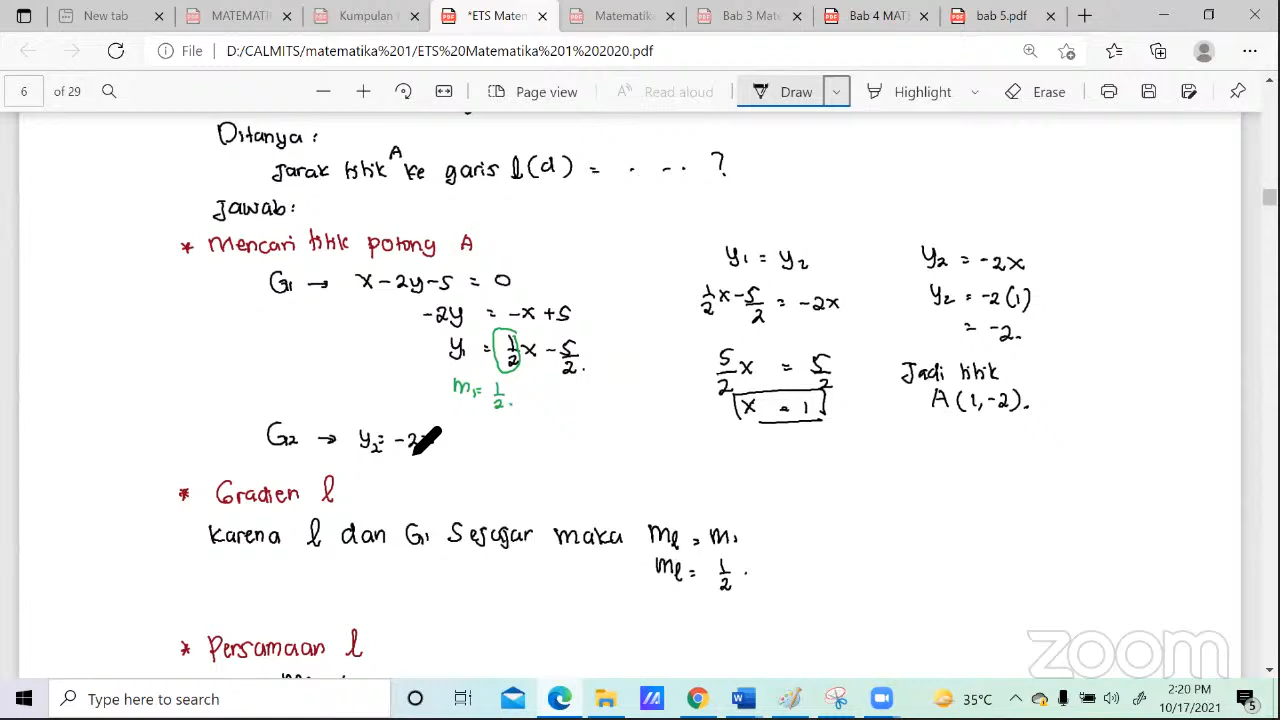 New tab
MATEMATI
Kumpulan
*ETS Matem
Matematik
Bab 3 Matem
Bab 4 MAT
bab 5.pdf
File
D:/CALMITS/matematika%201/ETS%20Matematika%201%202020.pdf
6 of 29
Page view
Read aloud
Draw
Highlight
Erase
Ditanya:
Jarak titik A ke garis l(d) = . ... ?
Jawab:
* Mencari titik potong A
G1 → x - 2y - 5 = 0
-2y = -x + 5
y1 = 1/2 x - 5/2.
m1 = 1/2.
G2 → y2 = -2x
y1 = y2
1/2 x - 5/2 = -2x
5/2 x = 5/2
x = 1
y2 = -2x
y2 = -2(1)
= -2.
Jadi titik
A (1, -2).
* Gradien l
Karena l dan G1 Sejajar maka ml = m1
ml = 1/2.
* Persamaan l
zoom
Type here to search
35°C
2:20 PM
10/17/2021
5